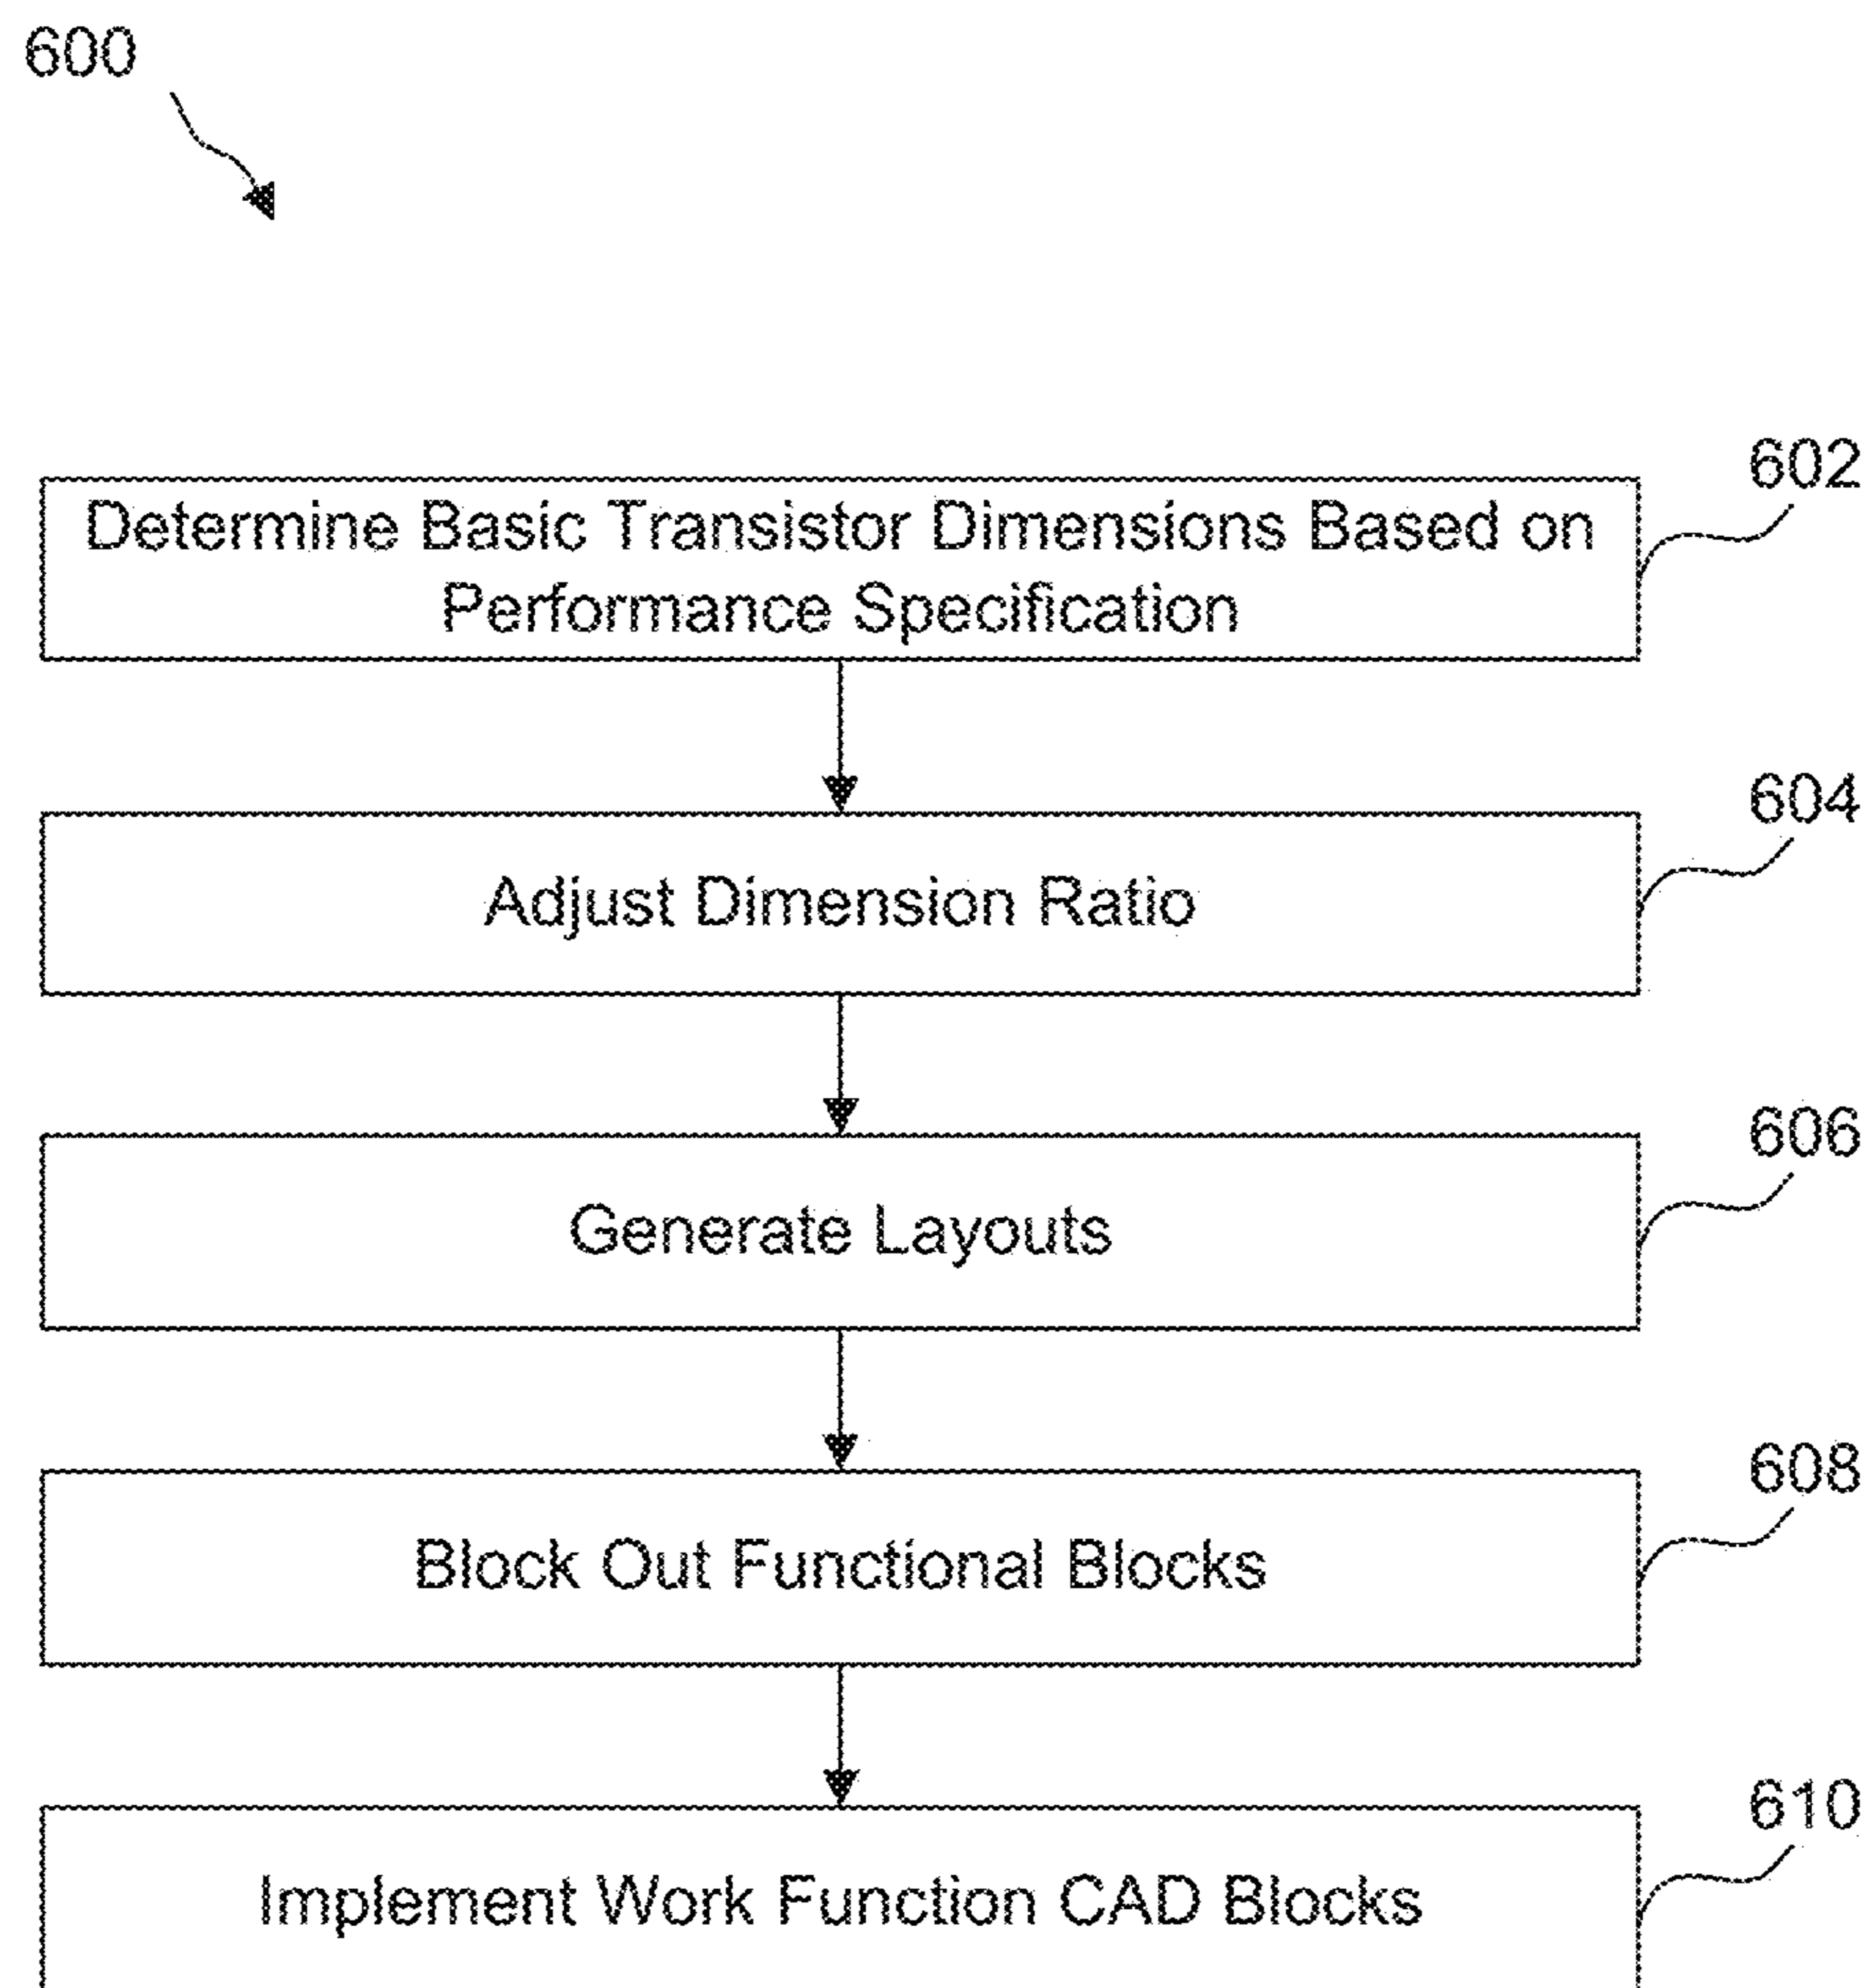 600
602
Determine Basic Transistor Dimensions Based on
Performance Specification
604
Adjust Dimension Ratio
606
Generate Layouts
608
Block Out Functional Blocks
610
Implement Work Function CAD Blocks